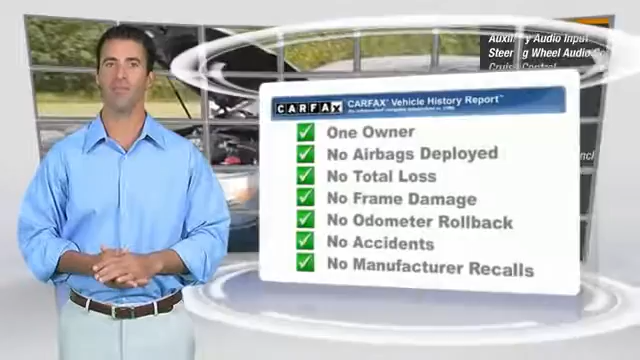 Auxiliary Audio Input
Steering Wheel Audio Co
Cruise Control
CARFAX CARFAX Vehicle History Report™
One Owner
No Airbags Deployed
No Total Loss
No Frame Damage
No Odometer Rollback
No Accidents
No Manufacturer Recalls